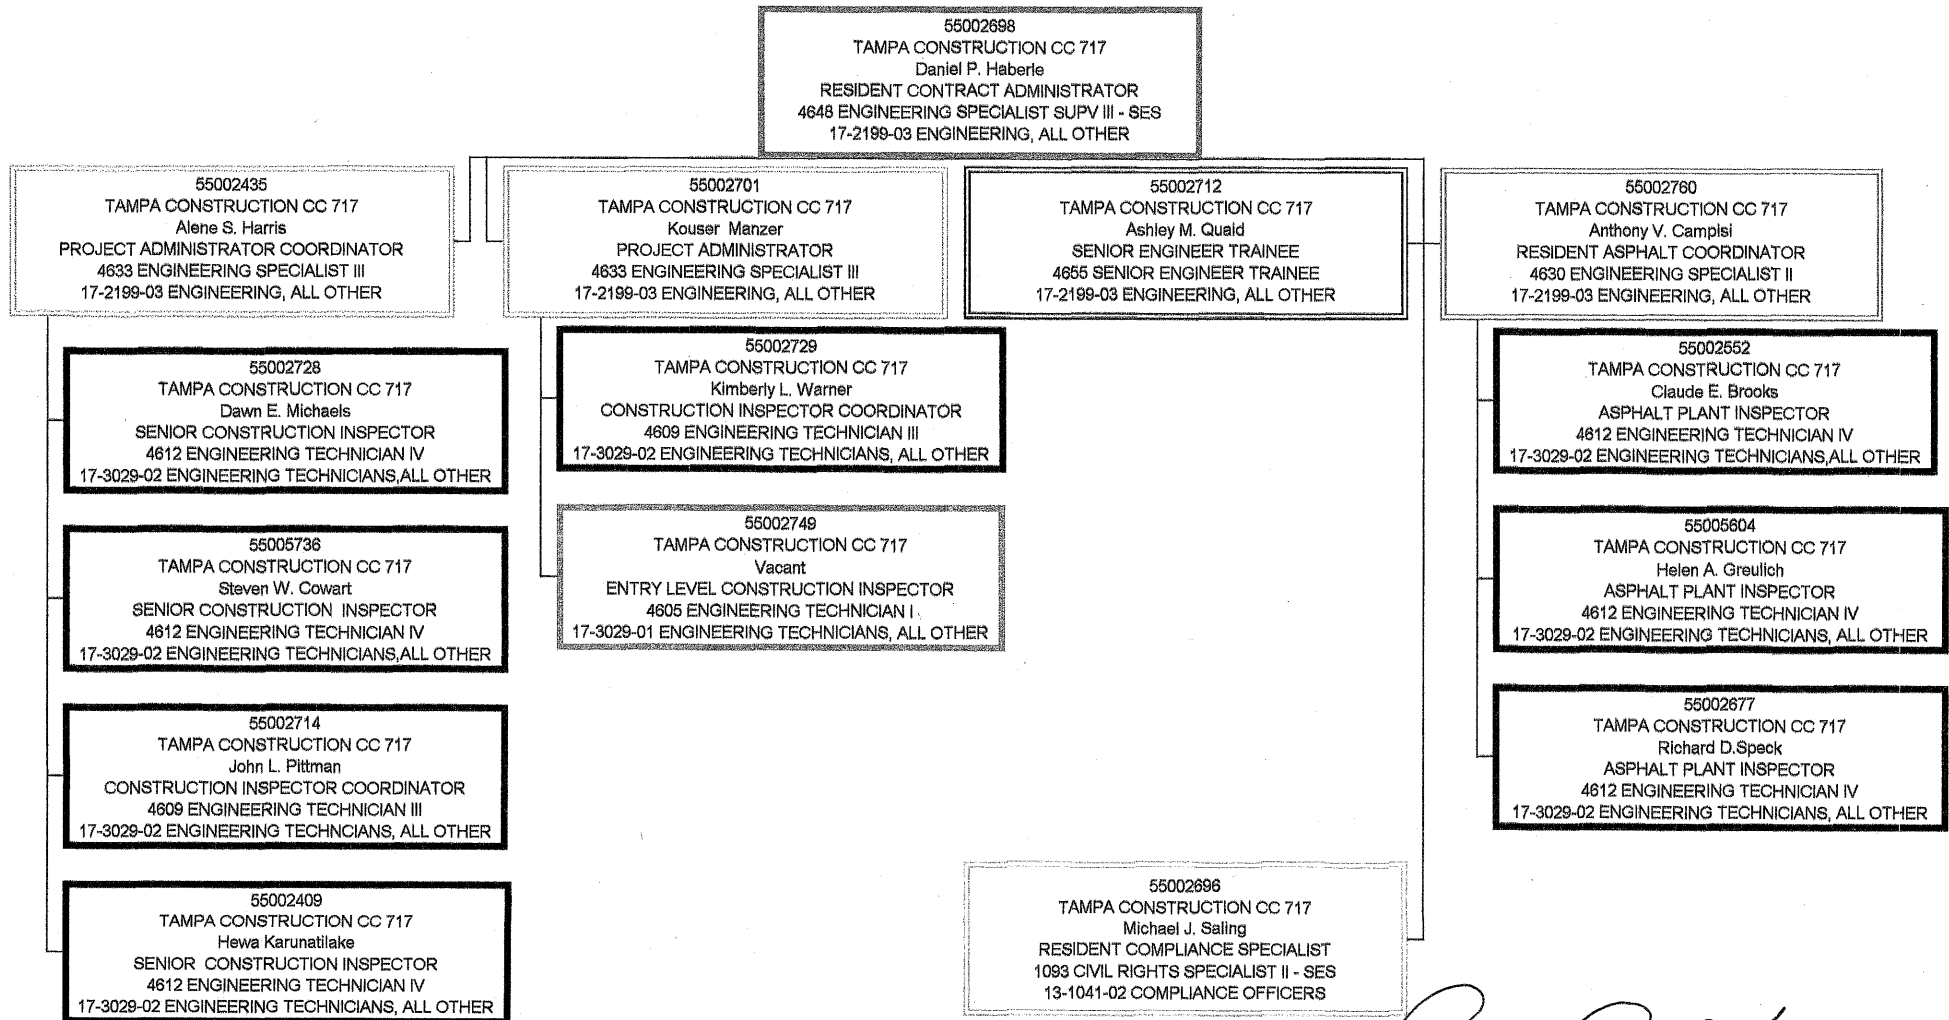 55002698
TAMPA CONSTRUCTION CC 717
Daniel P. Haberle
RESIDENT CONTRACT ADMINISTRATOR
4648 ENGINEERING SPECIALIST SUPV III - SES
17-2199-03 ENGINEERING, ALL OTHER
55002435
TAMPA CONSTRUCTION CC 717
Alene S. Harris
PROJECT ADMINISTRATOR COORDINATOR
4633 ENGINEERING SPECIALIST III
17-2199-03 ENGINEERING, ALL OTHER
55002728
TAMPA CONSTRUCTION CC 717
Dawn E. Michaels
SENIOR CONSTRUCTION INSPECTOR
4612 ENGINEERING TECHNICIAN IV
17-3029-02 ENGINEERING TECHNICIANS,ALL OTHER
55005736
TAMPA CONSTRUCTION CC 717
Steven W. Cowart
SENIOR CONSTRUCTION INSPECTOR
4612 ENGINEERING TECHNICIAN IV
17-3029-02 ENGINEERING TECHNICIANS,ALL OTHER
55002714
TAMPA CONSTRUCTION CC 717
John L. Pittman
CONSTRUCTION INSPECTOR COORDINATOR
4609 ENGINEERING TECHNICIAN III
17-3029-02 ENGINEERING TECHNCIANS, ALL OTHER
55002409
TAMPA CONSTRUCTION CC 717
Hewa Karunatilake
SENIOR CONSTRUCTION INSPECTOR
4612 ENGINEERING TECHNICIAN IV
17-3029-02 ENGINEERING TECHNICIANS, ALL OTHER
55002701
TAMPA CONSTRUCTION CC 717
Kouser Manzer
PROJECT ADMINISTRATOR
4633 ENGINEERING SPECIALIST III
17-2199-03 ENGINEERING, ALL OTHER
55002729
TAMPA CONSTRUCTION CC 717
Kimberly L. Warner
CONSTRUCTION INSPECTOR COORDINATOR
4609 ENGINEERING TECHNICIAN III
17-3029-02 ENGINEERING TECHNICIANS, ALL OTHER
55002749
TAMPA CONSTRUCTION CC 717
Vacant
ENTRY LEVEL CONSTRUCTION INSPECTOR
4605 ENGINEERING TECHNICIAN I
17-3029-01 ENGINEERING TECHNICIANS, ALL OTHER
55002712
TAMPA CONSTRUCTION CC 717
Ashley M. Quaid
SENIOR ENGINEER TRAINEE
4655 SENIOR ENGINEER TRAINEE
17-2199-03 ENGINEERING, ALL OTHER
55002696
TAMPA CONSTRUCTION CC 717
Michael J. Saling
RESIDENT COMPLIANCE SPECIALIST
1093 CIVIL RIGHTS SPECIALIST II - SES
13-1041-02 COMPLIANCE OFFICERS
55002760
TAMPA CONSTRUCTION CC 717
Anthony V. Campisi
RESIDENT ASPHALT COORDINATOR
4630 ENGINEERING SPECIALIST II
17-2199-03 ENGINEERING, ALL OTHER
55002552
TAMPA CONSTRUCTION CC 717
Claude E. Brooks
ASPHALT PLANT INSPECTOR
4612 ENGINEERING TECHNICIAN IV
17-3029-02 ENGINEERING TECHNICIANS,ALL OTHER
55005604
TAMPA CONSTRUCTION CC 717
Helen A. Greulich
ASPHALT PLANT INSPECTOR
4612 ENGINEERING TECHNICIAN IV
17-3029-02 ENGINEERING TECHNICIANS, ALL OTHER
55002677
TAMPA CONSTRUCTION CC 717
Richard D.Speck
ASPHALT PLANT INSPECTOR
4612 ENGINEERING TECHNICIAN IV
17-3029-02 ENGINEERING TECHNICIANS, ALL OTHER